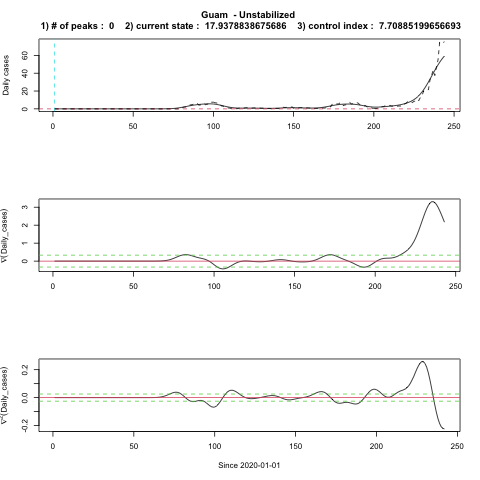 Guam - Unstabilized
1) # of peaks : 0 2) current state : 17.9378838675686 3) control index : 7.70885199656693
Daily cases
60
40
20
0
0 50 100 150 200 250
∇(Daily_cases)
3
2
1
0
0 50 100 150 200 250
∇²(Daily_cases)
0.2
0.0
-0.2
0 50 100 150 200 250
Since 2020-01-01